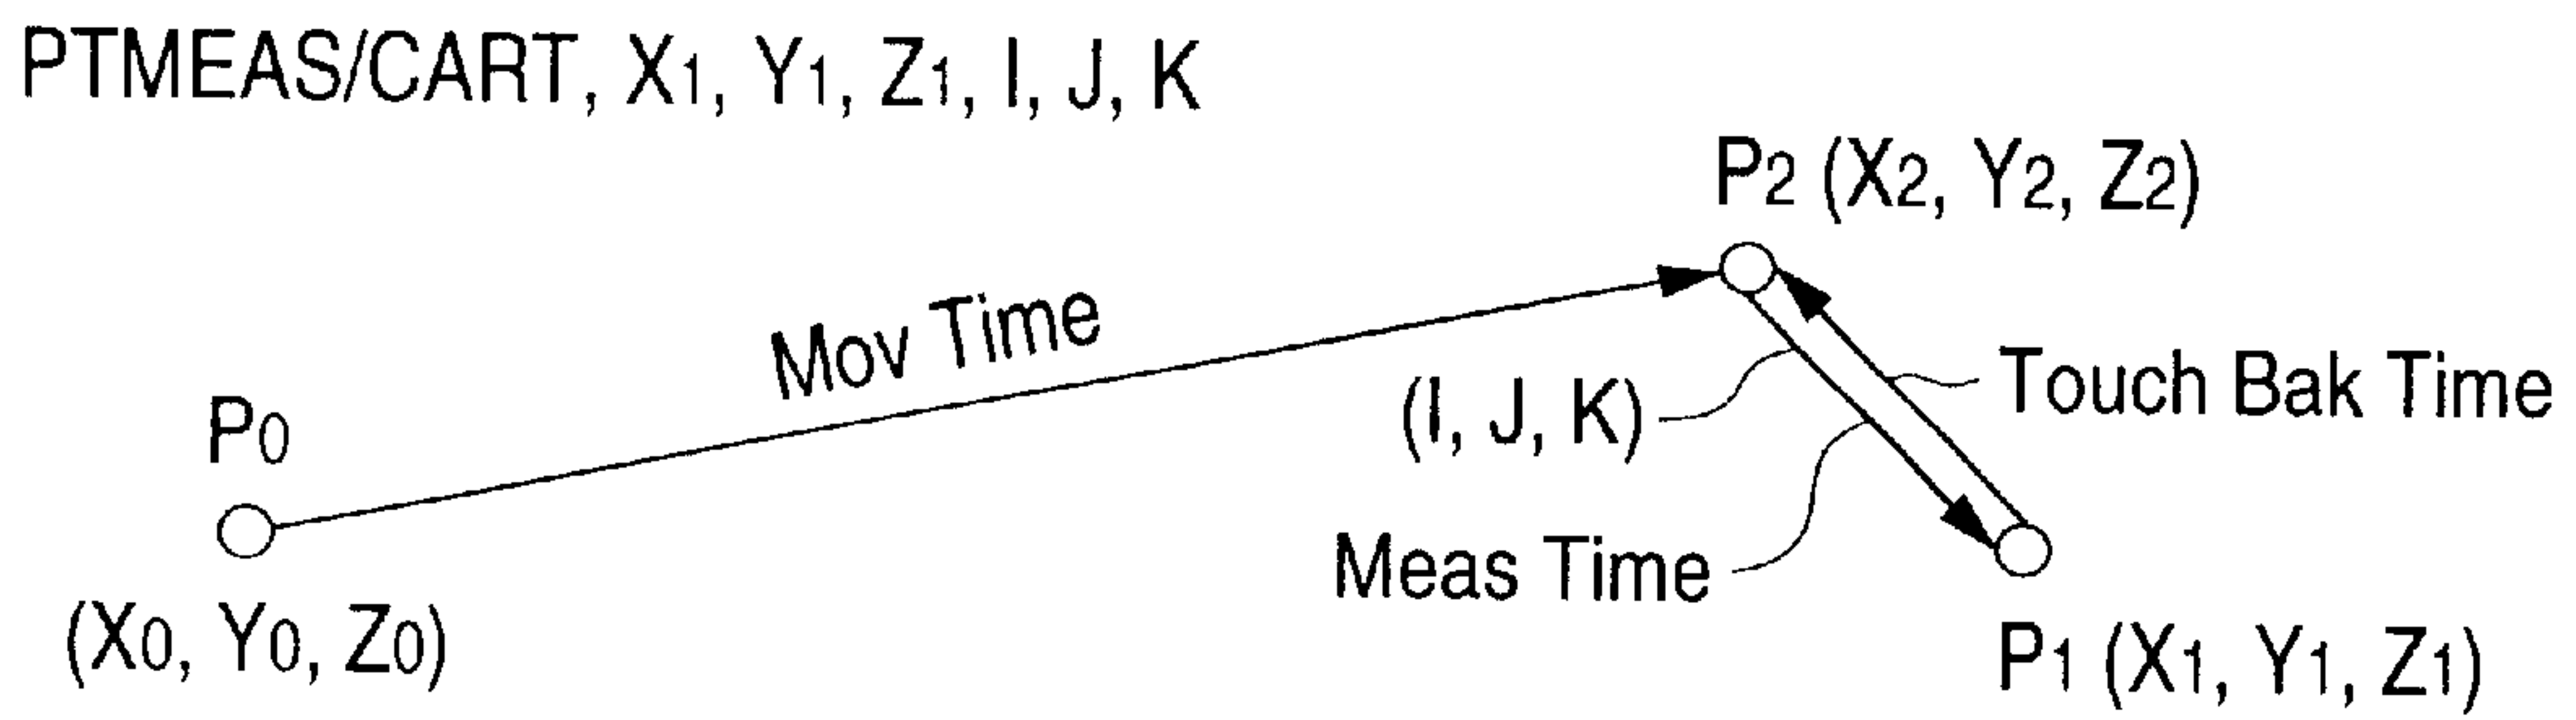 PTMEAS/CART, X1, Y1, Z1, I, J, K
P2 (X2, Y2, Z2)
Mov Time
P0
(I, J, K)
Touch Bak Time
Meas Time
(X0, Y0, Z0)
P1 (X1, Y1, Z1)